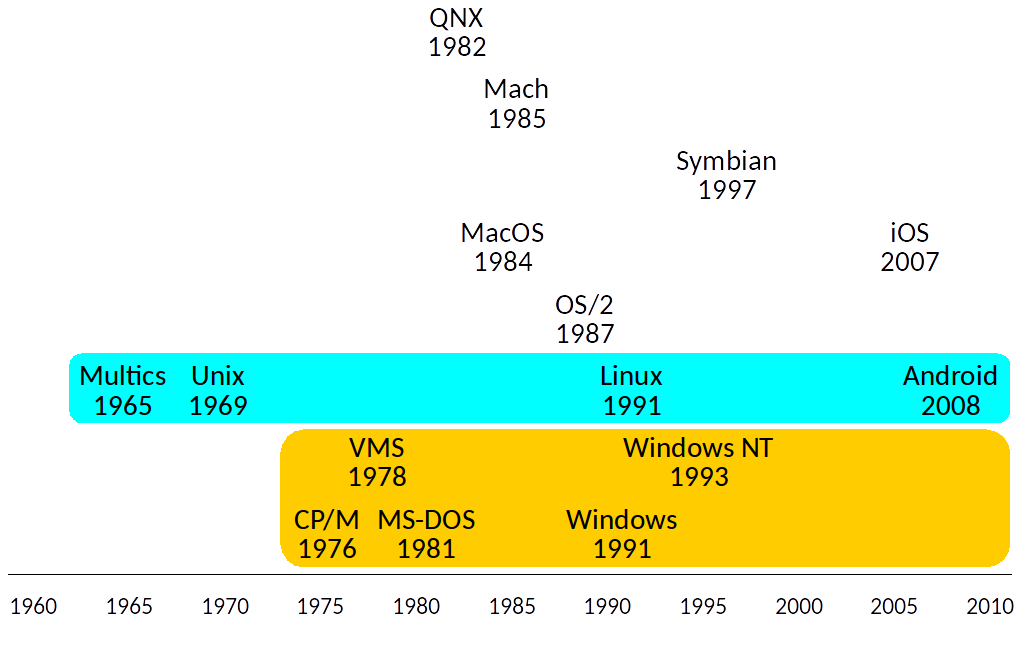 QNX
1982
Mach
1985
Symbian
1997
MacOS
1984
iOS
2007
OS/2
1987
Multics Unix Linux Android
1965 1969 1991 2008
VMS Windows NT
1978 1993
CP/M MS-DOS Windows
1976 1981 1991
1960 1965 1970 1975 1980 1985 1990 1995 2000 2005 2010